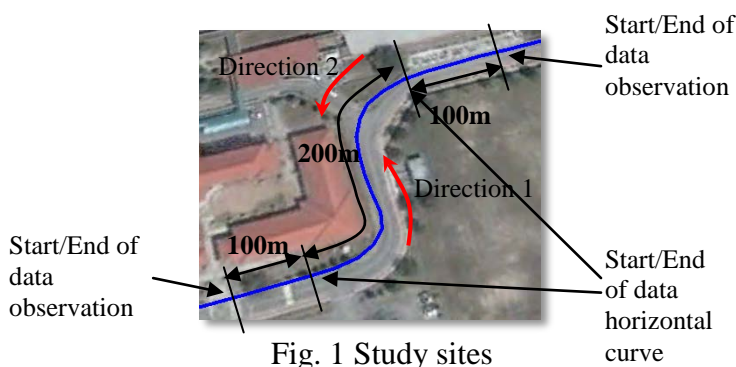 Start/End of
data
observation
Direction 2
100m
200m
Direction 1
Start/End of
data
observation
100m
Start/End
of data
horizontal
curve
Fig. 1 Study sites